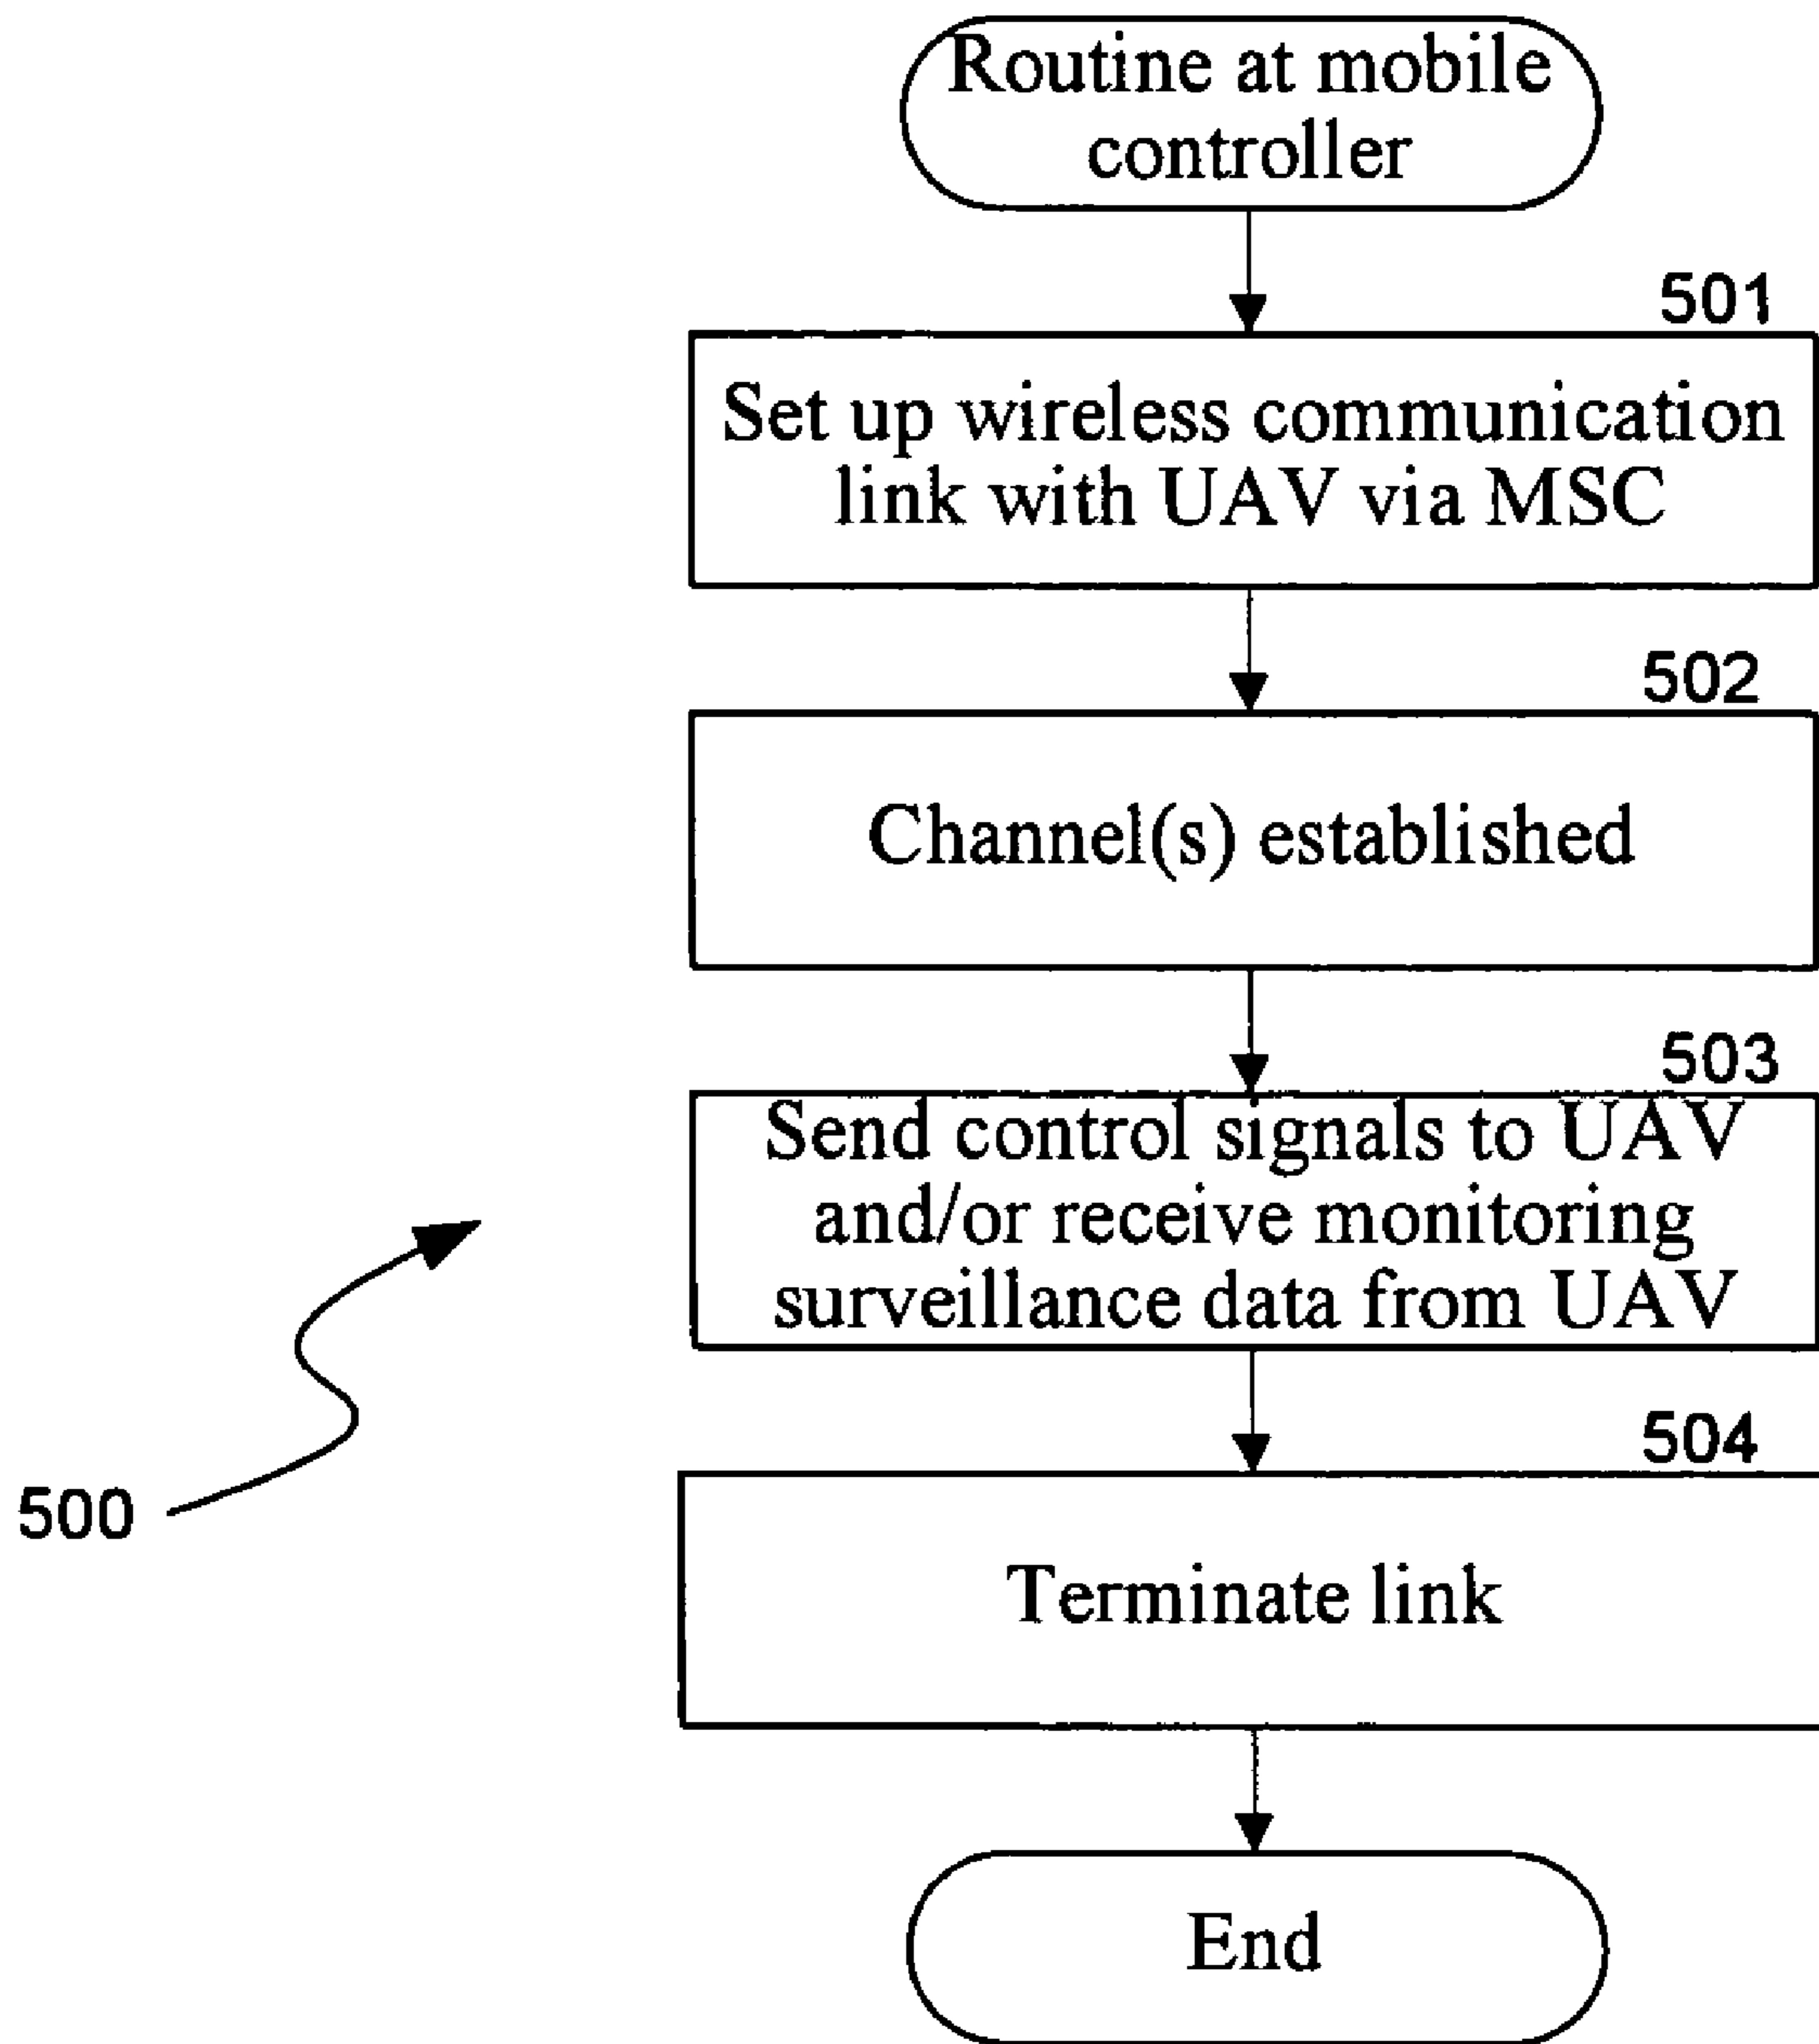 Routine at mobile
controller
501
Set up wireless communication
link with UAV via MSC
502
Channel(s) established
503
Send control signals to UAV
and/or receive monitoring
surveillance data from UAV
504
500
Terminate link
End